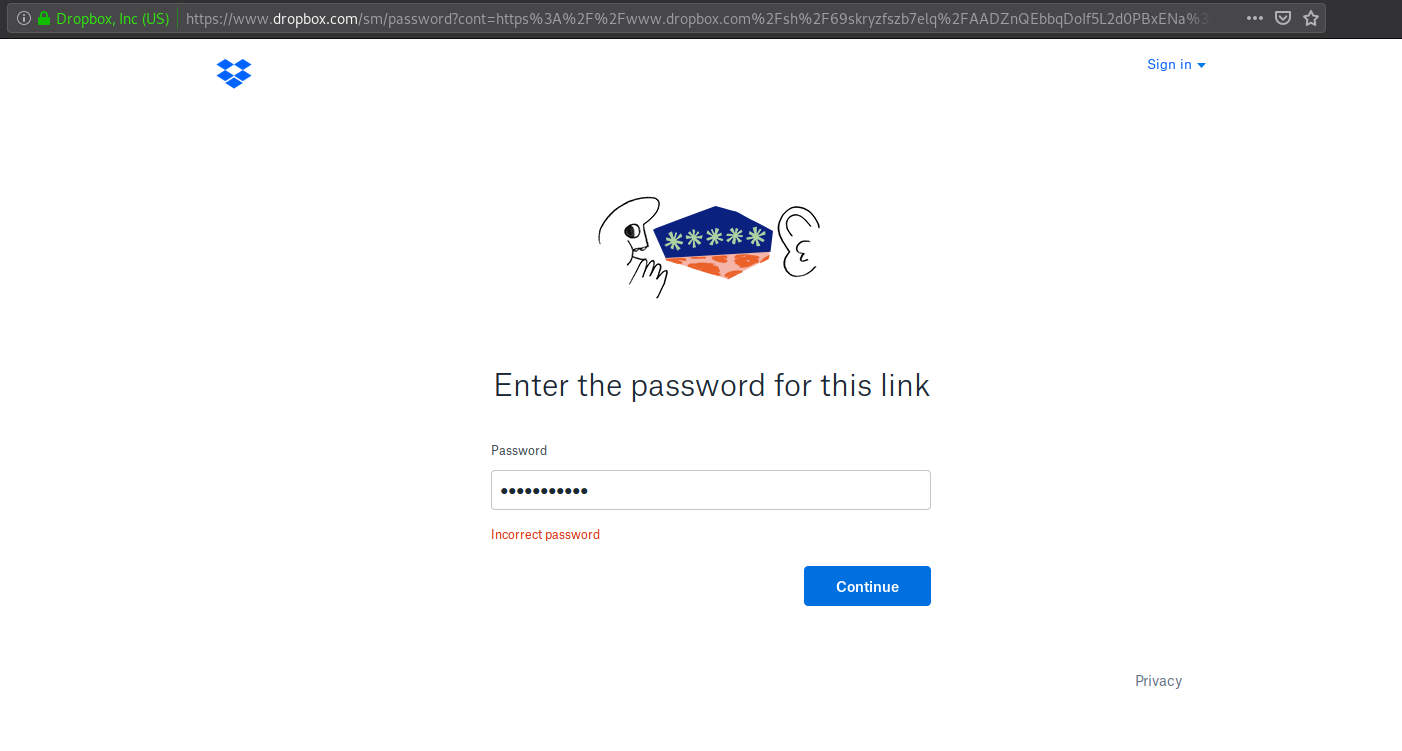 Dropbox, Inc (US) https://www.dropbox.com/sm/password?cont=https%3A%2F%2Fwww.dropbox.com%2Fsh%2F69skryzfszb7elq%2FAADZnQEbbqDoIf5L2d0PBxENa%3
Sign in
*****
Enter the password for this link
Password
•••••••••••
Incorrect password
Continue
Privacy